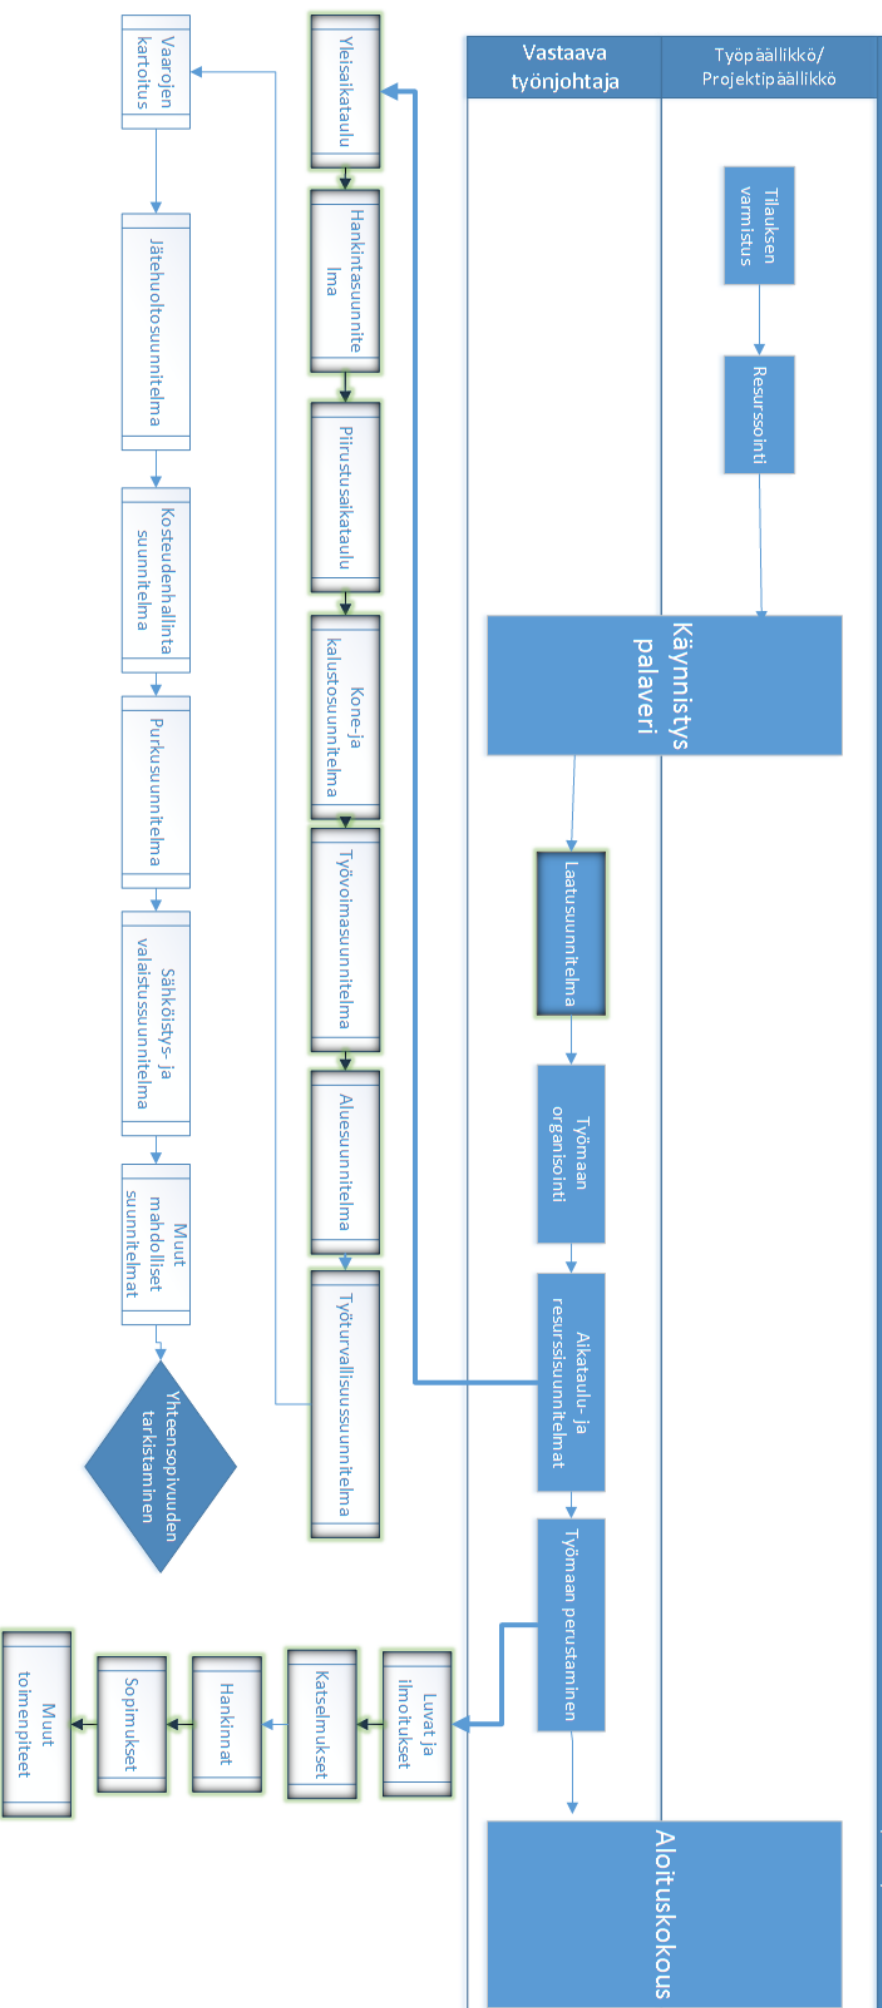 Työpäällikkö/
Projektipäällikkö
Vastaava
työnjohtaja
Tilauksen
varmistus
Resurssointi
Käynnistys
palaveri
Laatusuunnitelma
Työmaan
organisointi
Aikataulu- ja
resurssisuunnitelmat
Työmaan perustaminen
Aloituskokous
Yleisaikataulu
Hankintasuunnite
lma
Piirustusaikataulu
Kone-ja
kalustosuunnitelma
Työvoimasuunnitelma
Aluesuunnitelma
Työturvallisuussuunnitelma
Vaarojen
kartoitus
Jätehuoltosuunnitelma
Kosteudenhallinta
suunnitelma
Purkusuunnitelma
Sähköistys- ja
valaistussuunnitelma
Muut
mahdolliset
suunnitelmat
Yhteensopivuuden
tarkistaminen
Luvat ja
ilmoitukset
Katselmukset
Hankinnat
Sopimukset
Muut
toimenpiteet